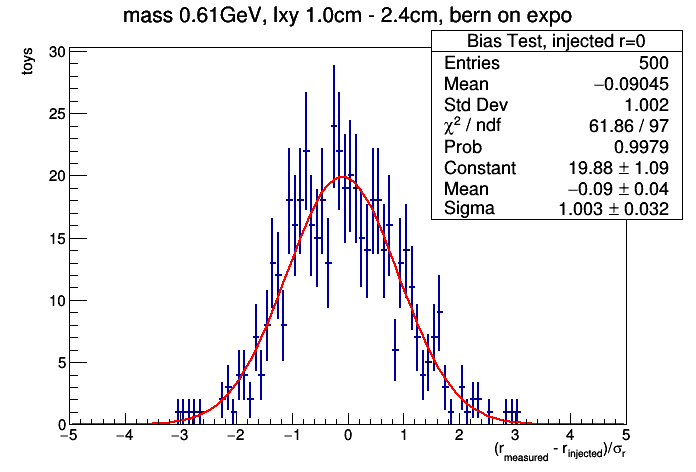 mass 0.61GeV, lxy 1.0cm - 2.4cm, bern on expo
Bias Test, injected r=0
Entries 500
Mean −0.09045
Std Dev 1.002
χ² / ndf 61.86 / 97
Prob 0.9979
Constant 19.88 ± 1.09
Mean −0.09 ± 0.04
Sigma 1.003 ± 0.032
toys
30
25
20
15
10
5
0
−5 −4 −3 −2 −1 0 1 2 3 4 5
(r_measured - r_injected)/σ_r